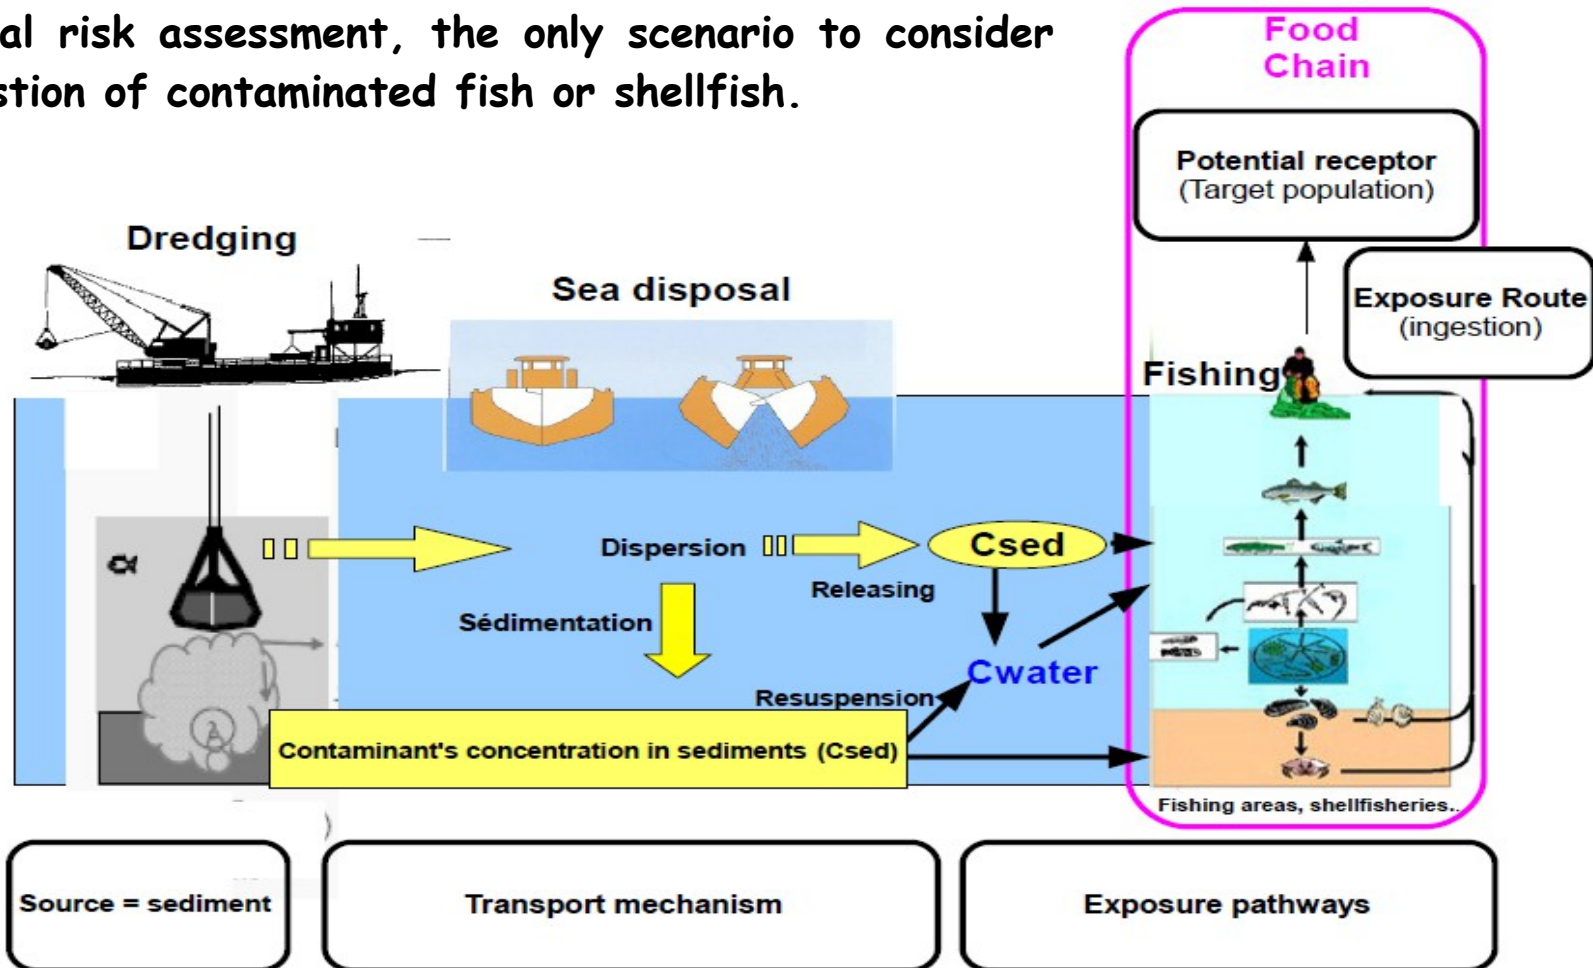 al risk assessment, the only scenario to consider
stion of contaminated fish or shellfish.
Food
Chain
Potential receptor
(Target population)
Exposure Route
(ingestion)
Dredging
Sea disposal
Fishing
Dispersion
Releasing
Csed
Sédimentation
Cwater
Resuspension
Contaminant's concentration in sediments (Csed)
Fishing areas, shellfisheries..
)
Source = sediment
Transport mechanism
Exposure pathways